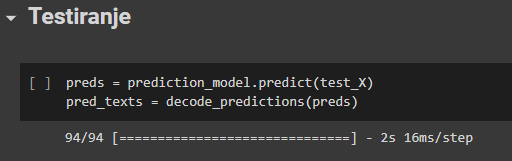 Testiranje
[ ] preds = prediction_model.predict(test_X)
pred_texts = decode_predictions(preds)
94/94 [==============================] - 2s 16ms/step